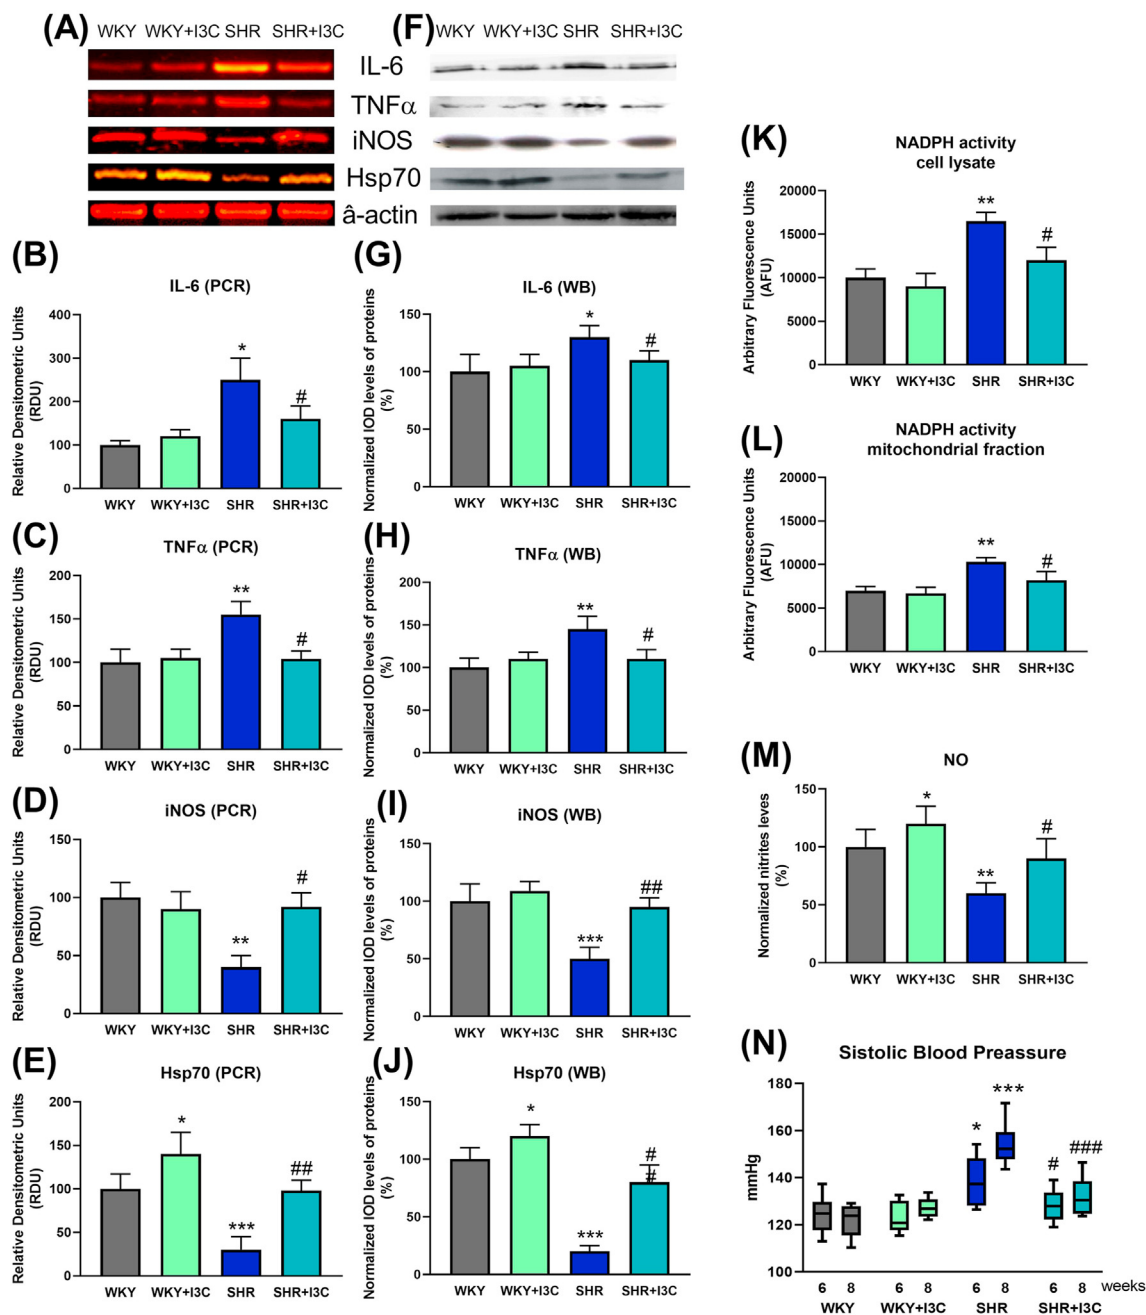 (A) WKY WKY+I3C SHR SHR+I3C (F) WKY WKY+I3C SHR SHR+I3C
IL-6
TNFα
iNOS
Hsp70
â-actin
(B)
IL-6 (PCR)
Relative Densitometric Units
(RDU)
400
300
200
100
0
*
#
WKY WKY+I3C SHR SHR+I3C
(G)
IL-6 (WB)
Normalized IOD levels of proteins
(%)
150
100
50
0
*
#
WKY WKY+I3C SHR SHR+I3C
(C)
TNFα (PCR)
Relative Densitometric Units
(RDU)
200
150
100
50
0
**
#
WKY WKY+I3C SHR SHR+I3C
(H)
TNFα (WB)
Normalized IOD levels of proteins
(%)
200
150
100
50
0
**
#
WKY WKY+I3C SHR SHR+I3C
(D)
iNOS (PCR)
Relative Densitometric Units
(RDU)
150
100
50
0
**
#
WKY WKY+I3C SHR SHR+I3C
(I)
iNOS (WB)
Normalized IOD levels of proteins
(%)
150
100
50
0
***
##
WKY WKY+I3C SHR SHR+I3C
(E)
Hsp70 (PCR)
Relative Densitometric Units
(RDU)
200
150
100
50
0
*
***
##
WKY WKY+I3C SHR SHR+I3C
(J)
Hsp70 (WB)
Normalized IOD levels of proteins
(%)
150
100
50
0
*
***
#
#
WKY WKY+I3C SHR SHR+I3C
(K)
NADPH activity
cell lysate
Arbitrary Fluorescence Units
(AFU)
20000
15000
10000
5000
0
**
#
WKY WKY+I3C SHR SHR+I3C
(L)
NADPH activity
mitochondrial fraction
Arbitrary Fluorescence Units
(AFU)
20000
15000
10000
5000
0
**
#
WKY WKY+I3C SHR SHR+I3C
(M)
NO
Normalized nitrites leves
(%)
150
100
50
0
*
**
#
WKY WKY+I3C SHR SHR+I3C
(N)
Sistolic Blood Preassure
mmHg
180
160
140
120
100
*
***
#
###
6 8 6 8 6 8 6 8 weeks
WKY WKY+I3C SHR SHR+I3C